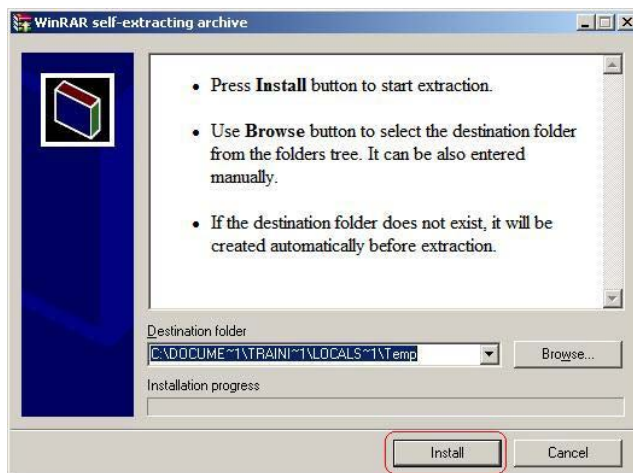 WinRAR self-extracting archive
• Press Install button to start extraction.
• Use Browse button to select the destination folder
from the folders tree. It can be also entered
manually.
• If the destination folder does not exist, it will be
created automatically before extraction.
Destination folder
C:\DOCUME~1\TRAINI~1\LOCALS~1\Temp
Browse...
Installation progress
Install
Cancel